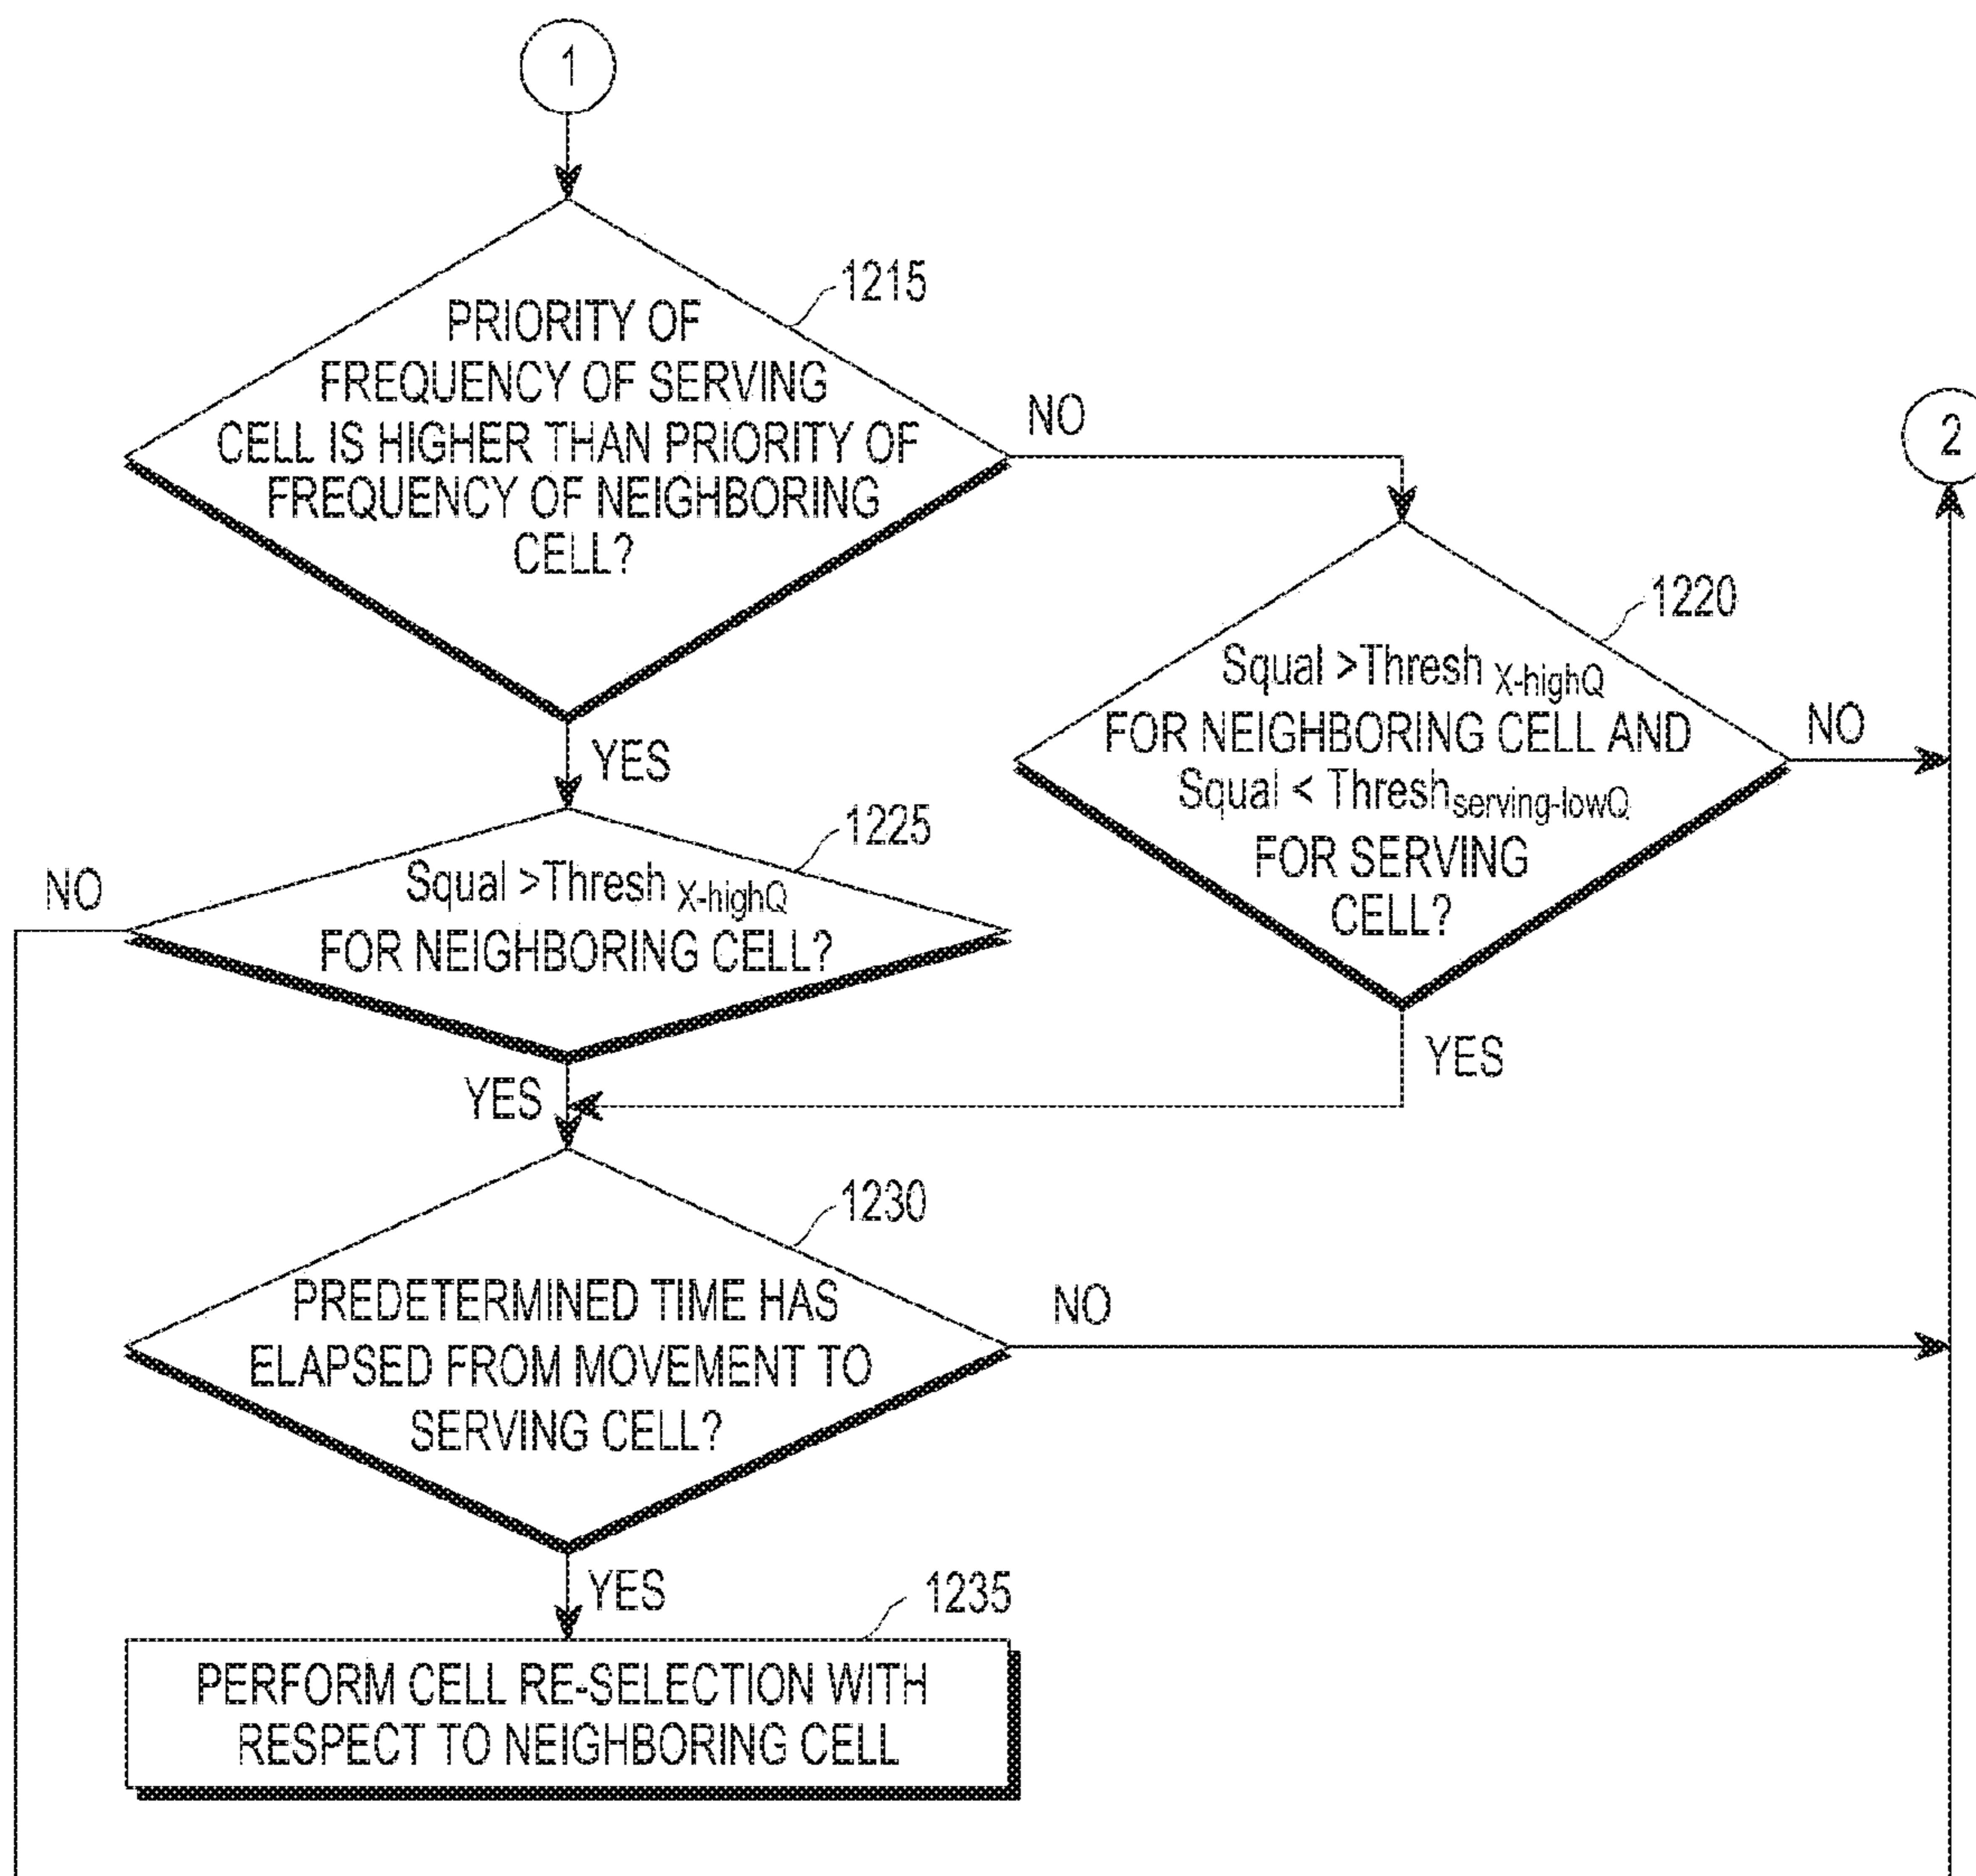 1
1215
PRIORITY OF
FREQUENCY OF SERVING
CELL IS HIGHER THAN PRIORITY OF
FREQUENCY OF NEIGHBORING
CELL?
NO
2
1220
Squal >Thresh X-highQ
FOR NEIGHBORING CELL AND
Squal < Threshserving-lowQ
FOR SERVING
CELL?
NO
YES
YES
1225
Squal >Thresh X-highQ
FOR NEIGHBORING CELL?
NO
YES
1230
PREDETERMINED TIME HAS
ELAPSED FROM MOVEMENT TO
SERVING CELL?
NO
YES
1235
PERFORM CELL RE-SELECTION WITH
RESPECT TO NEIGHBORING CELL